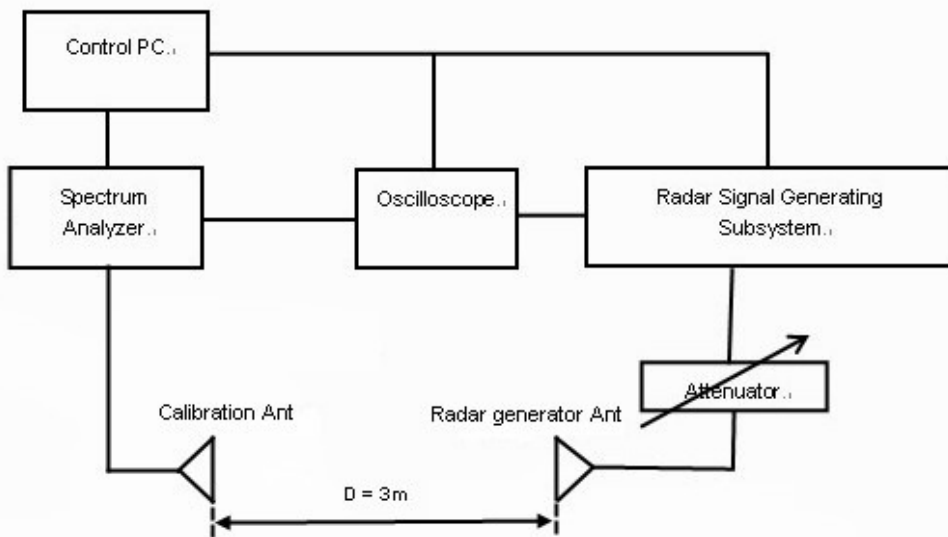 Control PC.
Spectrum
Analyzer.
Oscilloscope.
Radar Signal Generating
Subsystem.
Attenuator.
Calibration Ant
Radar generator Ant
D = 3m